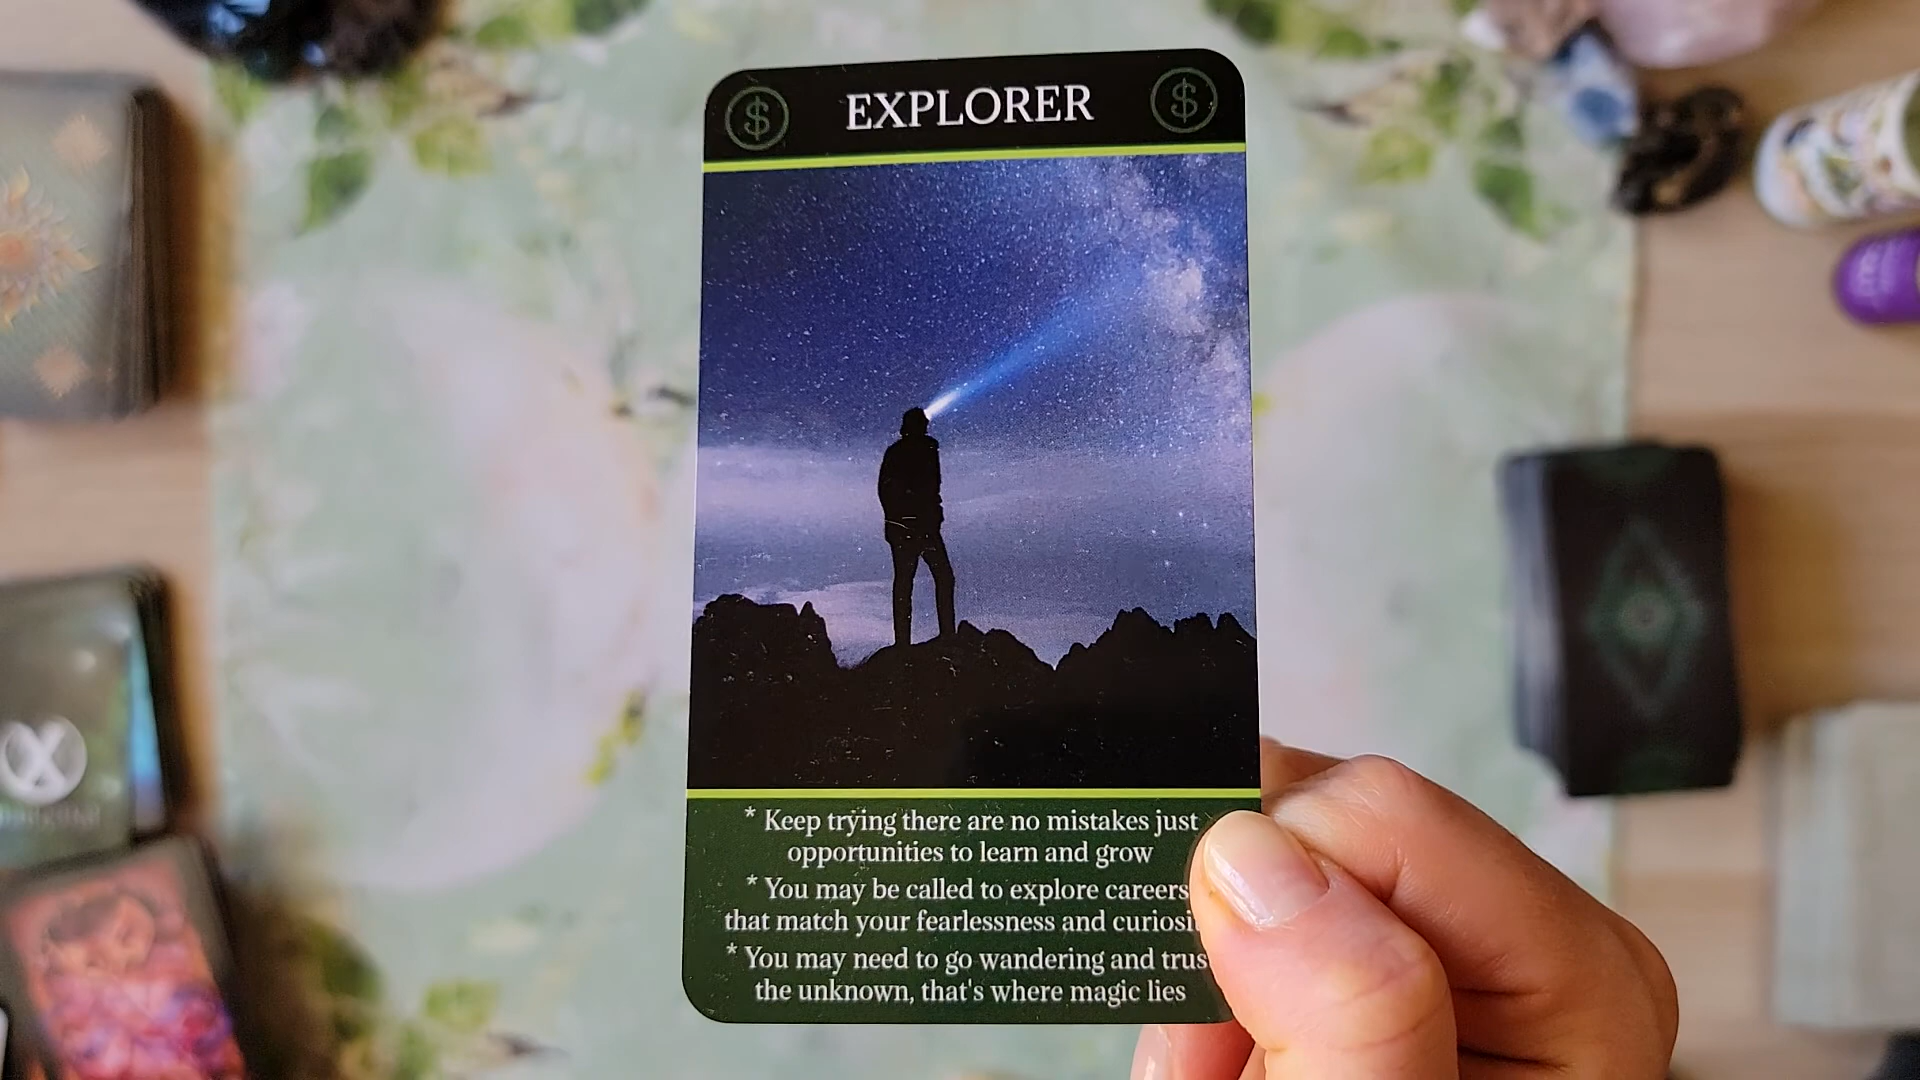 $ EXPLORER $
* Keep trying there are no mistakes just
opportunities to learn and grow
* You may be called to explore careers
that match your fearlessness and curiosi
* You may need to go wandering and trus
the unknown, that's where magic lies